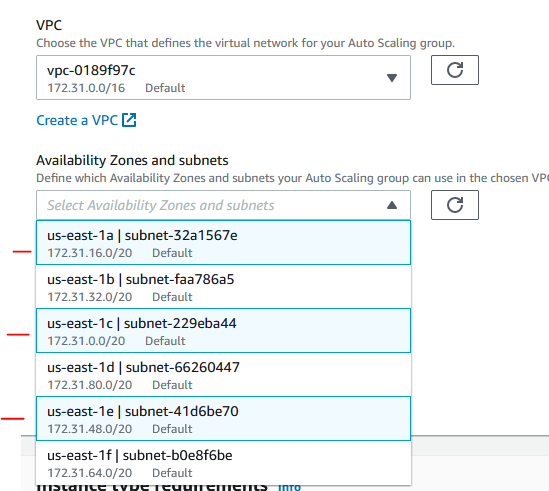 VPC
Choose the VPC that defines the virtual network for your Auto Scaling group.
vpc-0189f97c
172.31.0.0/16 Default
Create a VPC
Availability Zones and subnets
Define which Availability Zones and subnets your Auto Scaling group can use in the chosen VPC
Select Availability Zones and subnets
us-east-1a | subnet-32a1567e
172.31.16.0/20 Default
us-east-1b | subnet-faa786a5
172.31.32.0/20 Default
us-east-1c | subnet-229eba44
172.31.0.0/20 Default
us-east-1d | subnet-66260447
172.31.80.0/20 Default
us-east-1e | subnet-41d6be70
172.31.48.0/20 Default
us-east-1f | subnet-b0e8f6be
172.31.64.0/20 Default
Instance type requirements Info